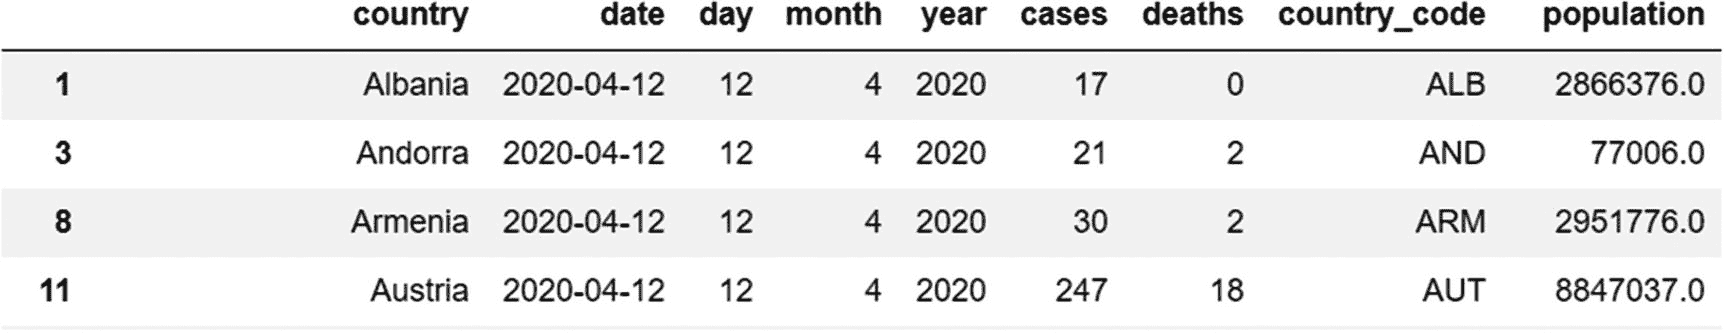 country date day month year cases deaths country_code population
1 Albania 2020-04-12 12 4 2020 17 0 ALB 2866376.0
3 Andorra 2020-04-12 12 4 2020 21 2 AND 77006.0
8 Armenia 2020-04-12 12 4 2020 30 2 ARM 2951776.0
11 Austria 2020-04-12 12 4 2020 247 18 AUT 8847037.0